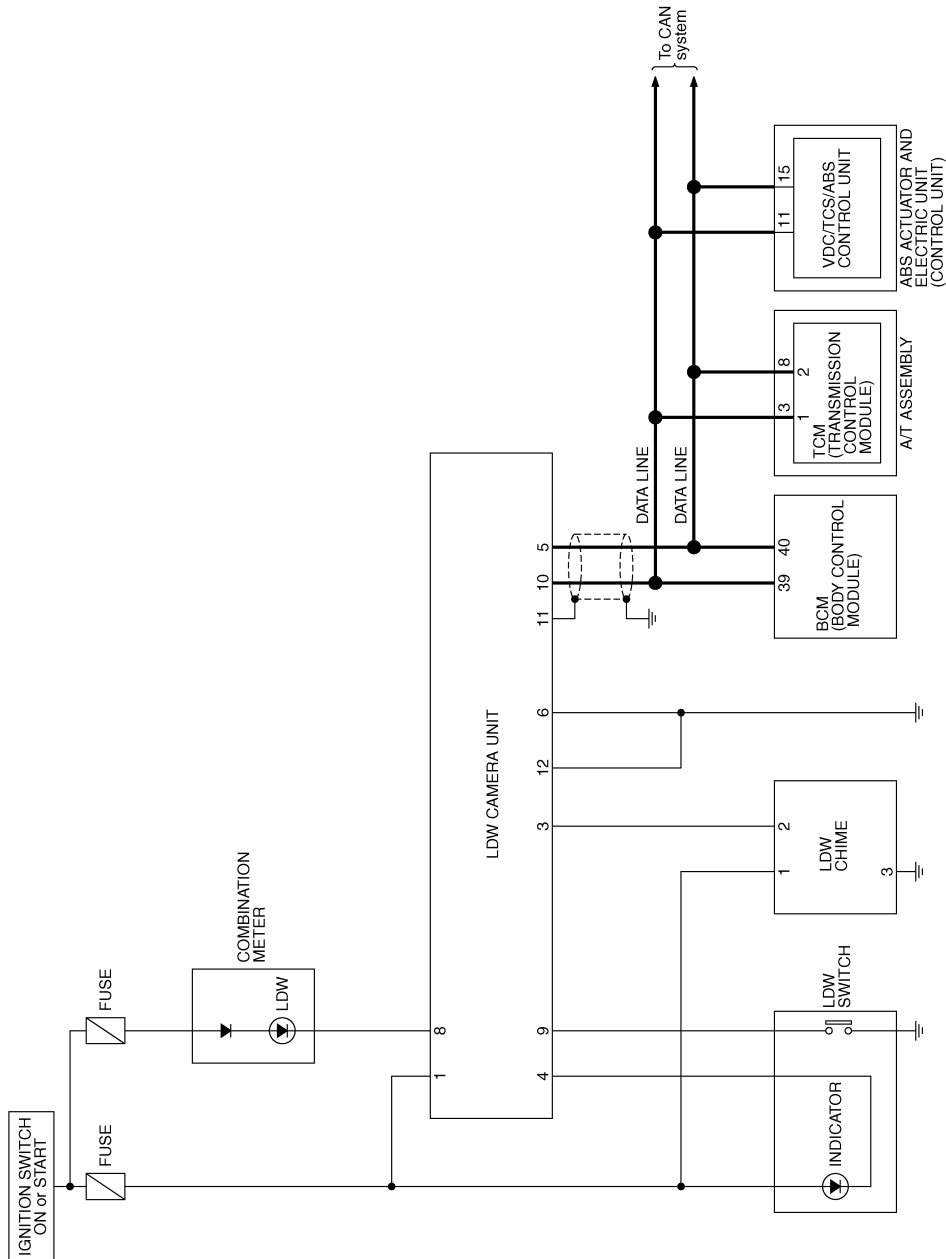 IGNITION SWITCH
ON or START
FUSE
FUSE
COMBINATION
METER
LDW
1
8
LDW CAMERA UNIT
4
9
3
12
6
11
10
5
DATA LINE
DATA LINE
To CAN
system
INDICATOR
LDW
SWITCH
1
2
LDW
CHIME
3
39
40
BCM
(BODY CONTROL
MODULE)
3
8
1
2
TCM
(TRANSMISSION
CONTROL
MODULE)
A/T ASSEMBLY
11
15
VDC/TCS/ABS
CONTROL UNIT
ABS ACTUATOR AND
ELECTRIC UNIT
(CONTROL UNIT)